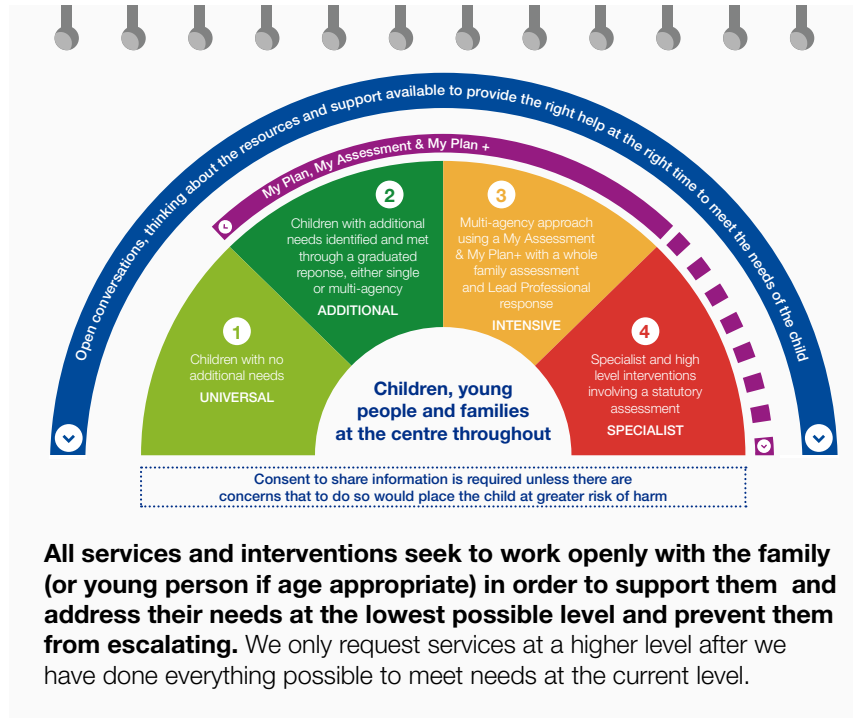 Open conversations, thinking about the resources and support available to provide the right help at the right time to meet the needs of the child
My Plan, My Assessment & My Plan +
1
Children with no
additional needs
UNIVERSAL
2
Children with additional
needs identified and met
through a graduated
reponse, either single
or multi-agency
ADDITIONAL
3
Multi-agency approach
using a My Assessment
& My Plan+ with a whole
family assessment
and Lead Professional
response
INTENSIVE
4
Specialist and high
level interventions
involving a statutory
assessment
SPECIALIST
Children, young
people and families
at the centre throughout
Consent to share information is required unless there are
concerns that to do so would place the child at greater risk of harm
All services and interventions seek to work openly with the family
(or young person if age appropriate) in order to support them and
address their needs at the lowest possible level and prevent them
from escalating. We only request services at a higher level after we
have done everything possible to meet needs at the current level.